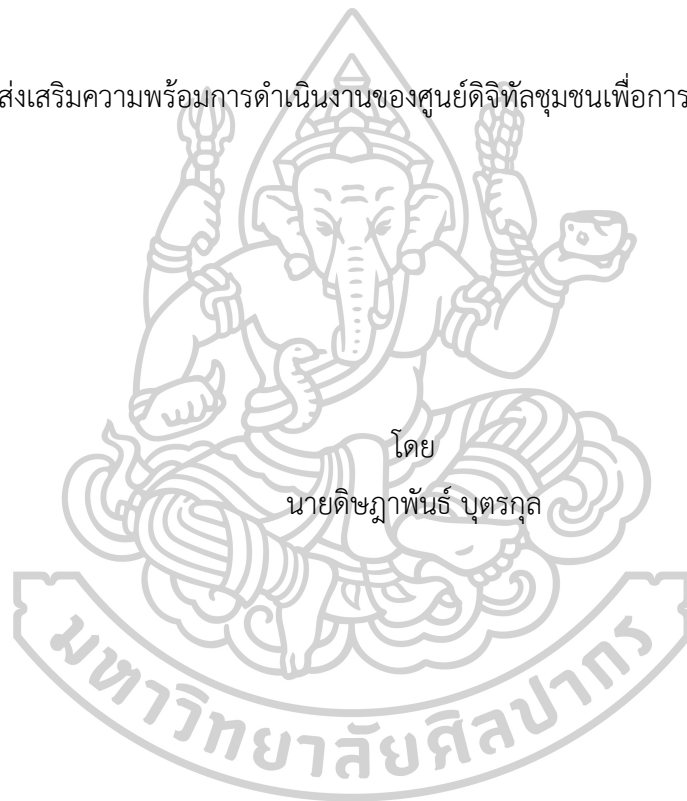 ส่งเสริมความพร้อมการดำเนินงานของศูนย์ดิจิทัลชุมชนเพื่อการ
โดย
นายดิษฎาพันธ์ บุตรกุล
มหาวิทยาลัยศิลปากร